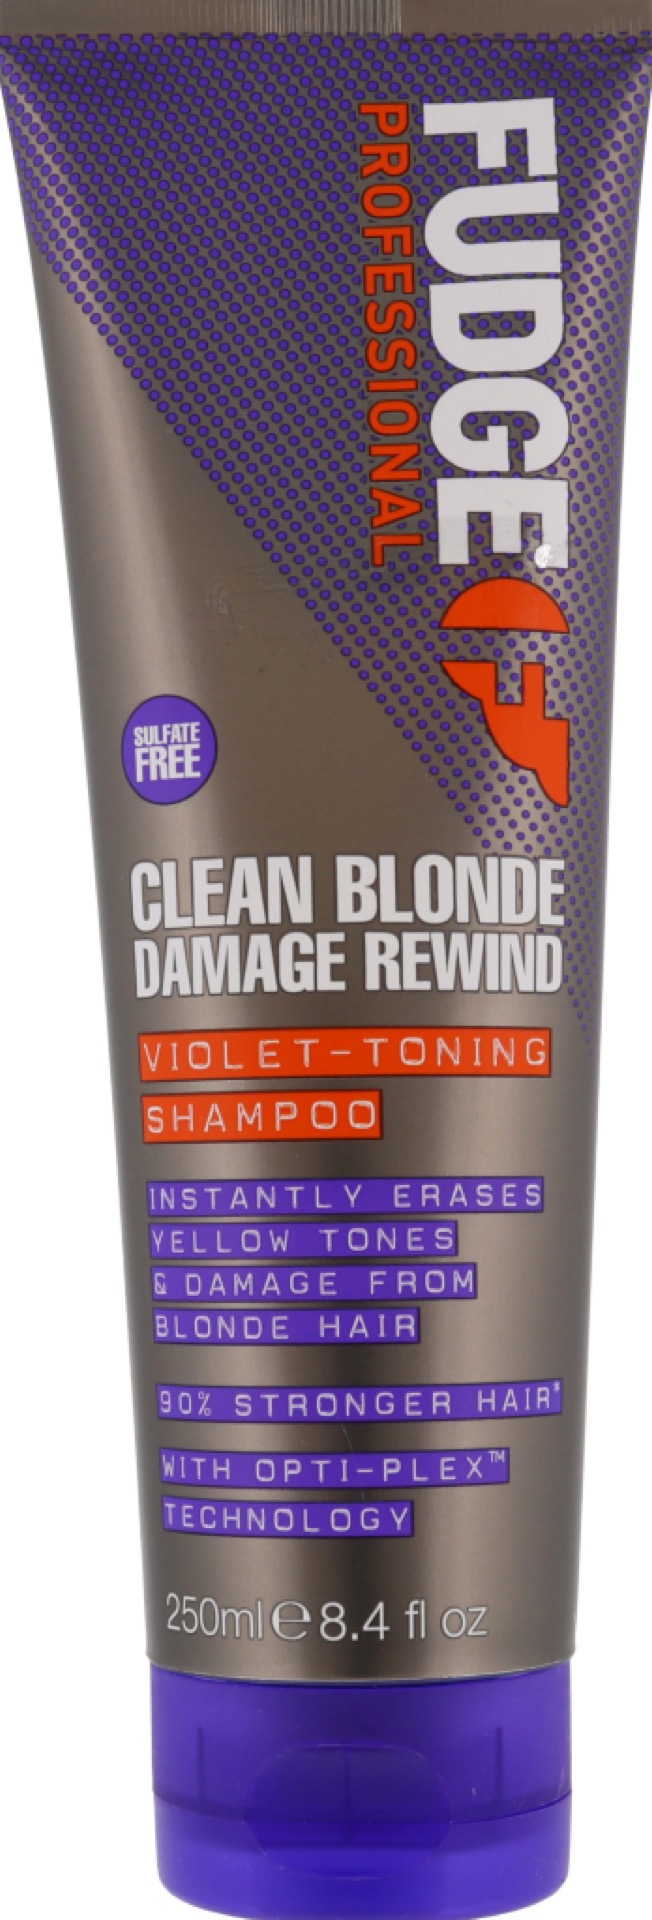 FUDGE
PROFESSIONAL
SULFATE
FREE
CLEAN BLONDE
DAMAGE REWIND
VIOLET-TONING
SHAMPOO
INSTANTLY ERASES
YELLOW TONES
& DAMAGE FROM
BLONDE HAIR
90% STRONGER HAIR*
WITH OPTI-PLEX™
TECHNOLOGY
250ml e 8.4 fl oz